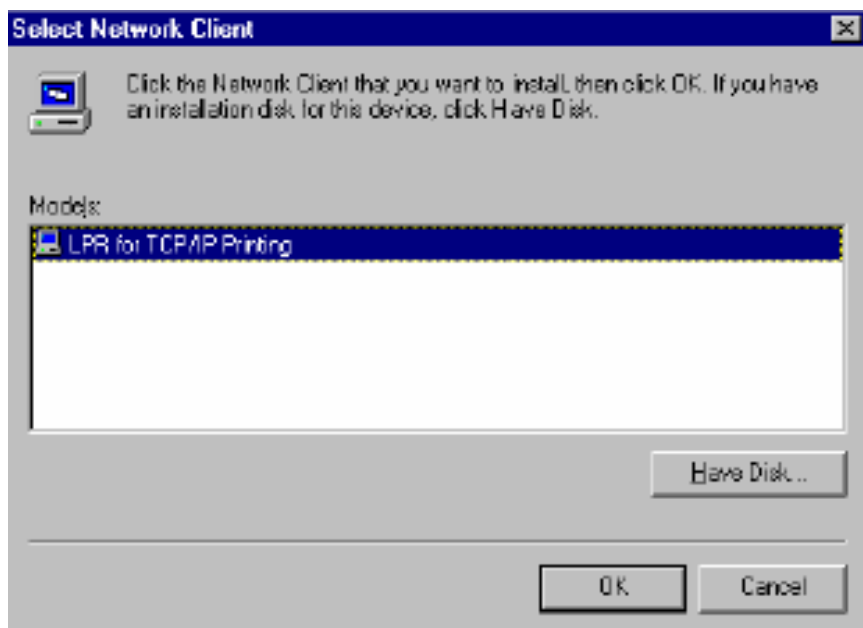 Select Network Client
Click the Network Client that you want to install, then click OK. If you have
an installation disk for this device, click Have Disk.
Models:
LPR for TCP/IP Printing
Have Disk...
OK
Cancel